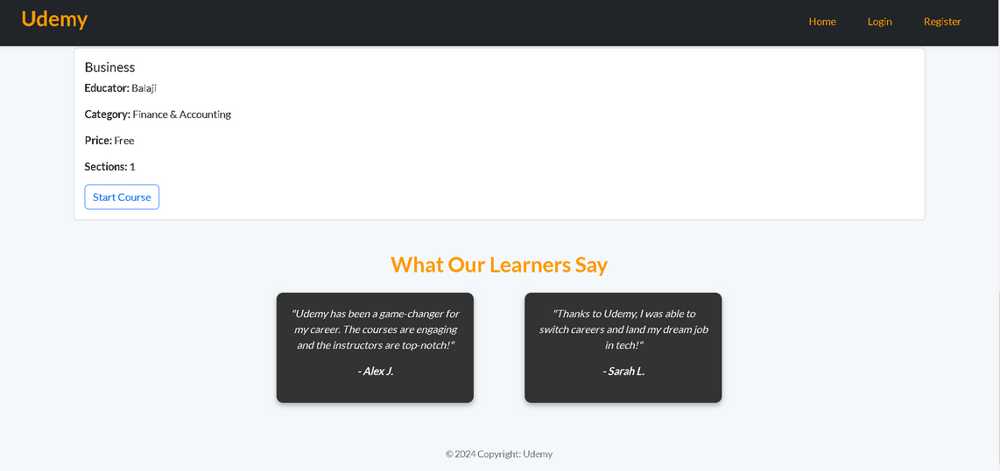 Udemy
Home Login Register
Business
Educator: Balaji
Category: Finance & Accounting
Price: Free
Sections: 1
Start Course
What Our Learners Say
"Udemy has been a game-changer for
my career. The courses are engaging
and the instructors are top-notch!"
- Alex J.
"Thanks to Udemy, I was able to
switch careers and land my dream job
in tech!"
- Sarah L.
© 2024 Copyright: Udemy